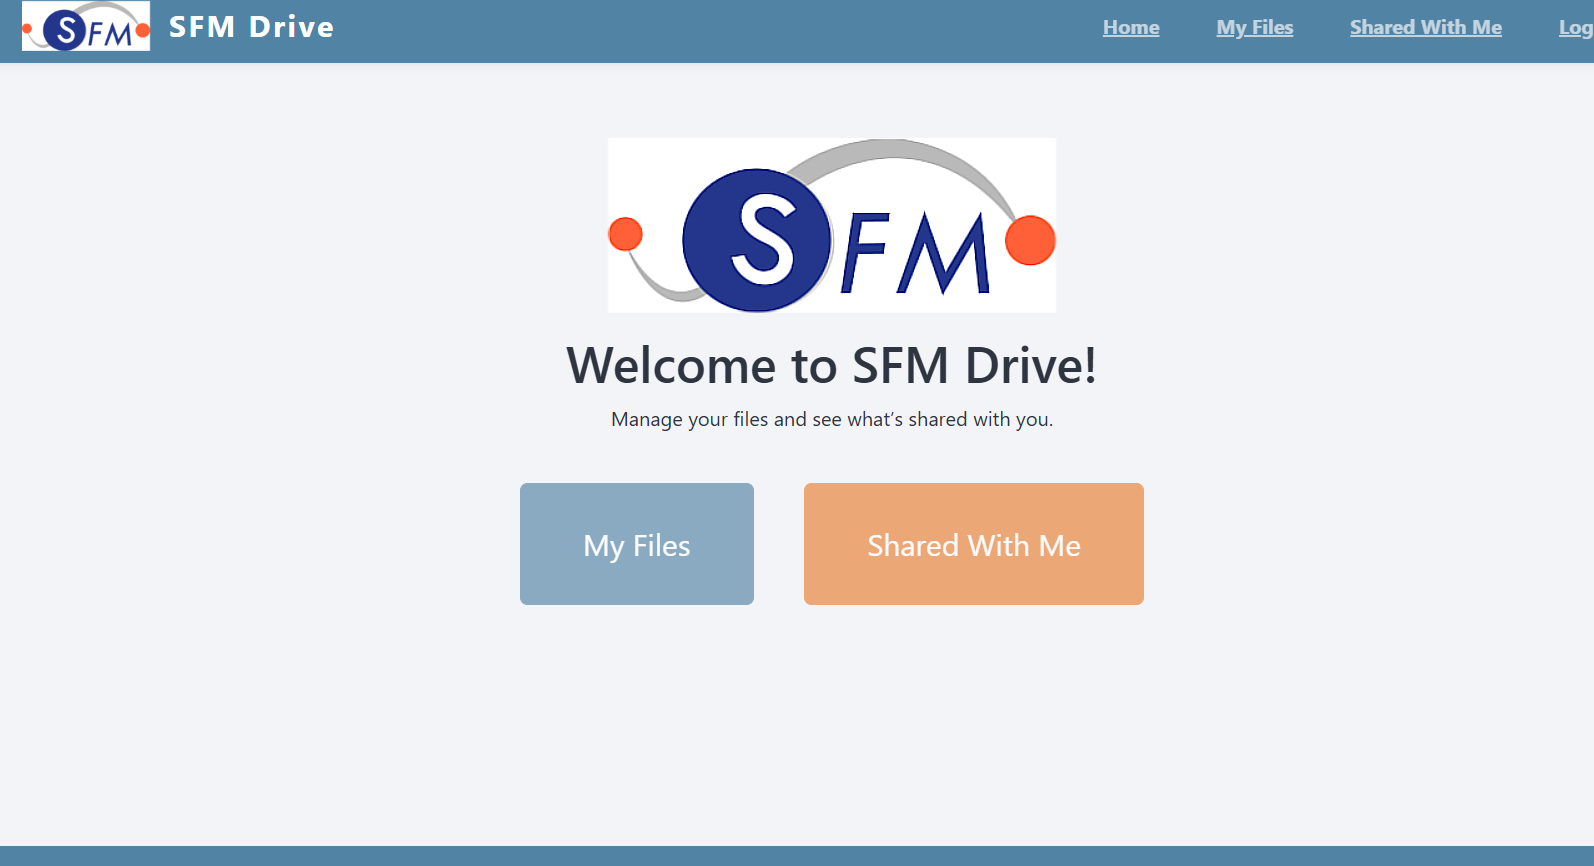 SFM SFM Drive Home My Files Shared With Me Log
SFM
Welcome to SFM Drive!
Manage your files and see what’s shared with you.
My Files Shared With Me